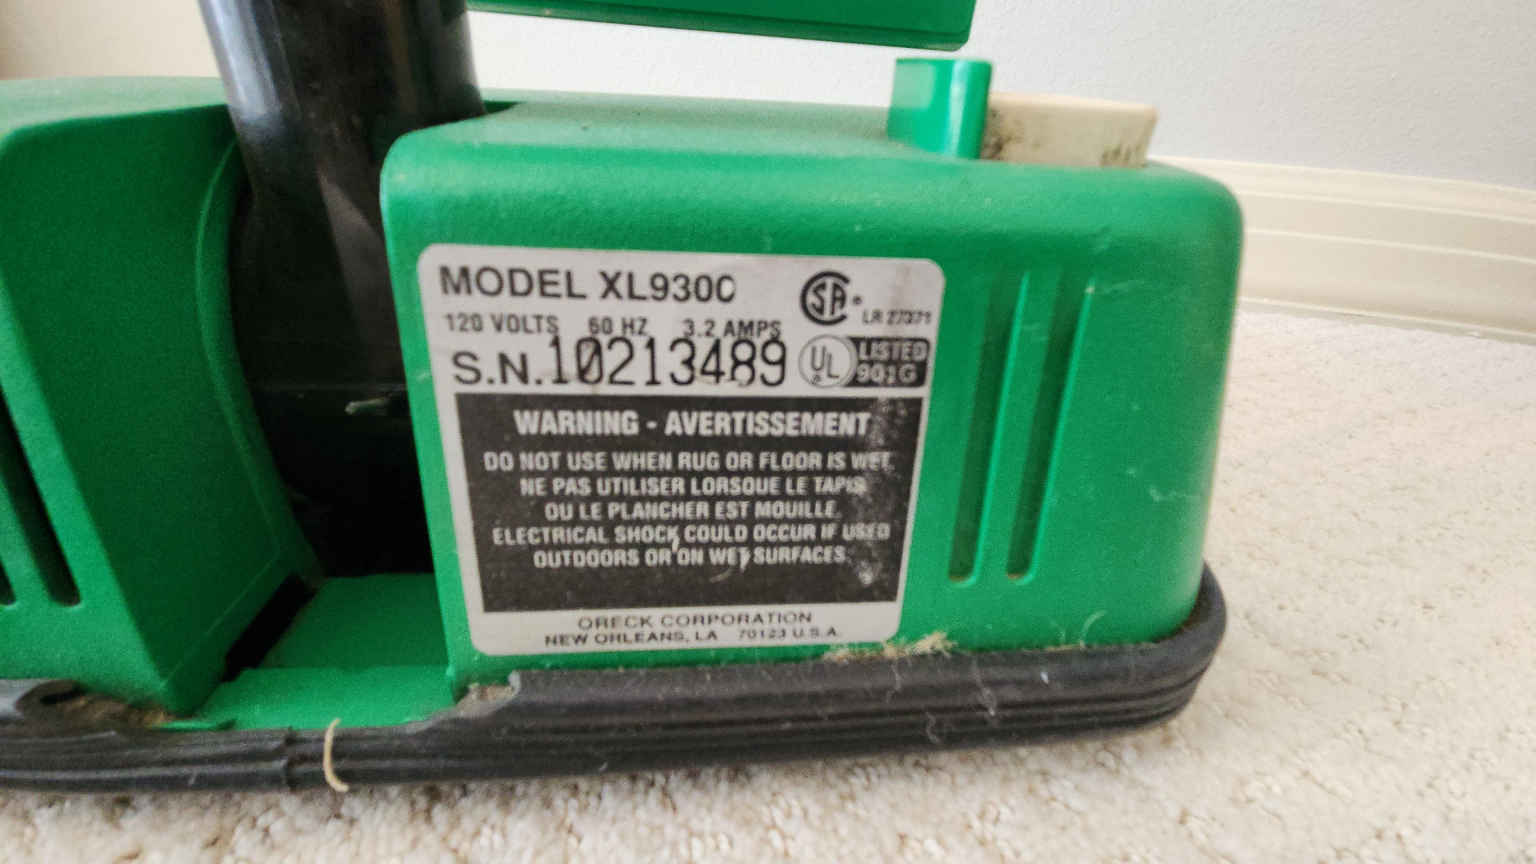 MODEL XL9300
120 VOLTS 60 HZ 3.2 AMPS
S.N. 10213489
SA ®
LR 27371
UL ®
LISTED
901G
WARNING - AVERTISSEMENT
DO NOT USE WHEN RUG OR FLOOR IS WET.
NE PAS UTILISER LORSQUE LE TAPIS
OU LE PLANCHER EST MOUILLE.
ELECTRICAL SHOCK COULD OCCUR IF USED
OUTDOORS OR ON WET SURFACES.
ORECK CORPORATION
NEW ORLEANS, LA 70123 U.S.A.